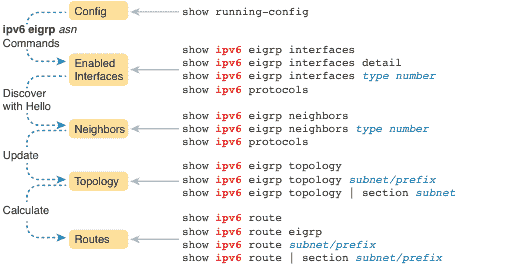 Config
show running-config
ipv6 eigrp asn
Commands
Enabled
Interfaces
show ipv6 eigrp interfaces
show ipv6 eigrp interfaces detail
show ipv6 eigrp interfaces type number
show ipv6 protocols
Discover
with Hello
Neighbors
show ipv6 eigrp neighbors
show ipv6 eigrp neighbors type number
show ipv6 protocols
Update
Topology
show ipv6 eigrp topology
show ipv6 eigrp topology subnet/prefix
show ipv6 eigrp topology | section subnet
Calculate
Routes
show ipv6 route
show ipv6 route eigrp
show ipv6 route subnet/prefix
show ipv6 route | section subnet/prefix